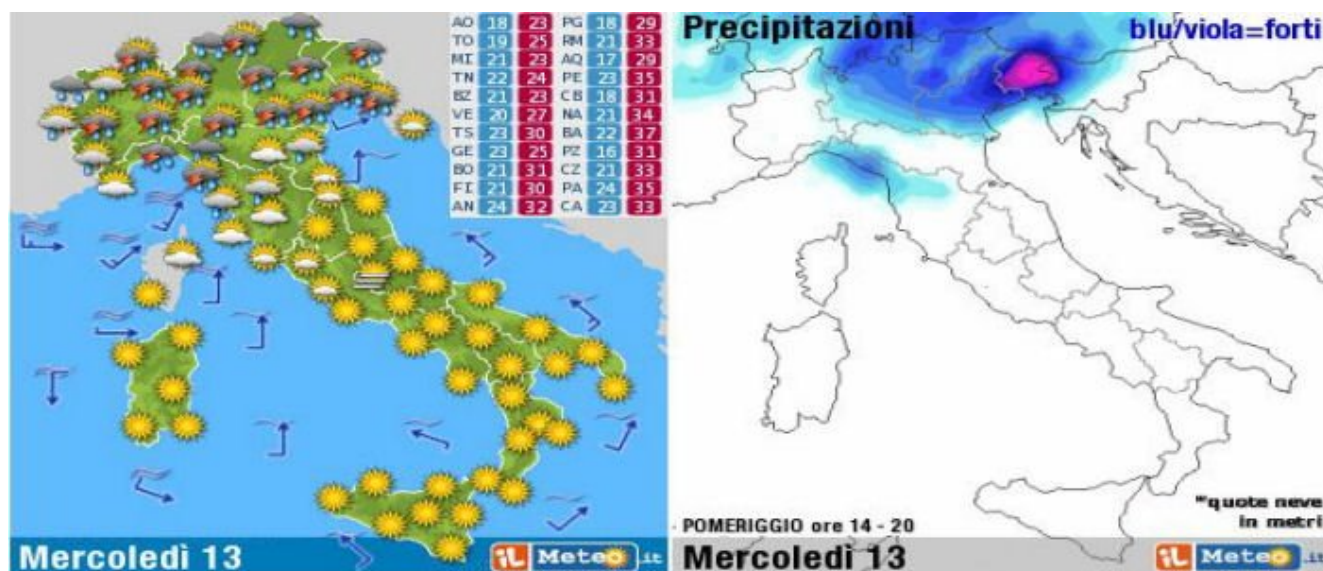 AO 18 23 PG 18 29
TO 19 25 RM 21 33
MI 21 23 AQ 17 29
TN 22 24 PE 23 35
BZ 21 23 CB 18 31
VE 20 27 NA 21 34
TS 23 30 BA 22 37
GE 23 25 PZ 16 31
BO 21 31 CZ 21 33
FI 21 30 PA 24 35
AN 24 32 CA 23 33
Mercoledì 13
iL Meteo.it
Precipitazioni
blu/viola=forti
POMERIGGIO ore 14 - 20
"quote neve
in metri
Mercoledì 13
iL Meteo.it